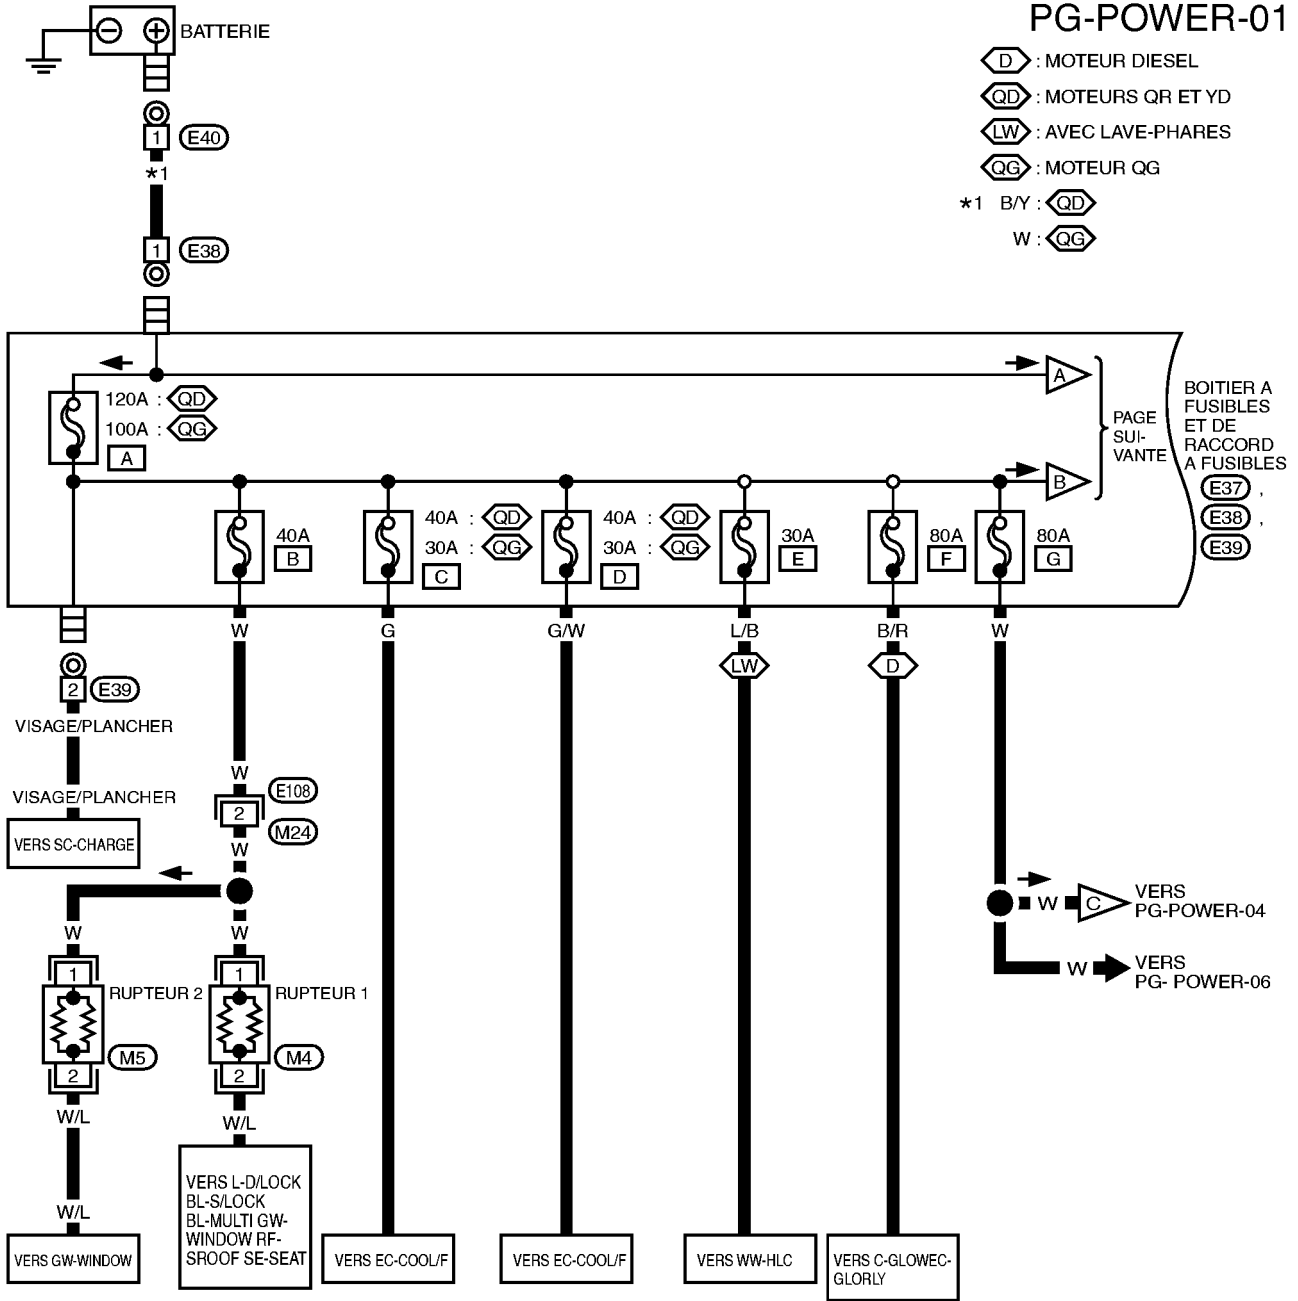 PG-POWER-01
BATTERIE
D : MOTEUR DIESEL
QD : MOTEURS QR ET YD
LW : AVEC LAVE-PHARES
QG : MOTEUR QG
*1 B/Y : QD
W : QG
1 E40
*1
1 E38
A
120A : QD
100A : QG
A
PAGE
SUI-
VANTE
BOITIER A
FUSIBLES
ET DE
RACCORD
A FUSIBLES
E37 ,
E38 ,
E39
B
40A
B
40A : QD
30A : QG
C
40A : QD
30A : QG
D
30A
E
80A
F
80A
G
W G G/W L/B B/R W
LW D
2 E39
VISAGE/PLANCHER
VISAGE/PLANCHER
VERS SC-CHARGE
W
E108
2
M24
W
W W
1 1
RUPTEUR 2 RUPTEUR 1
M5 M4
2 2
W/L W/L
W C
VERS
PG-POWER-04
W
VERS
PG- POWER-06
W/L
VERS GW-WINDOW
VERS L-D/LOCK
BL-S/LOCK
BL-MULTI GW-
WINDOW RF-
SROOF SE-SEAT
VERS EC-COOL/F
VERS EC-COOL/F
VERS WW-HLC
VERS C-GLOWEC-
GLORLY